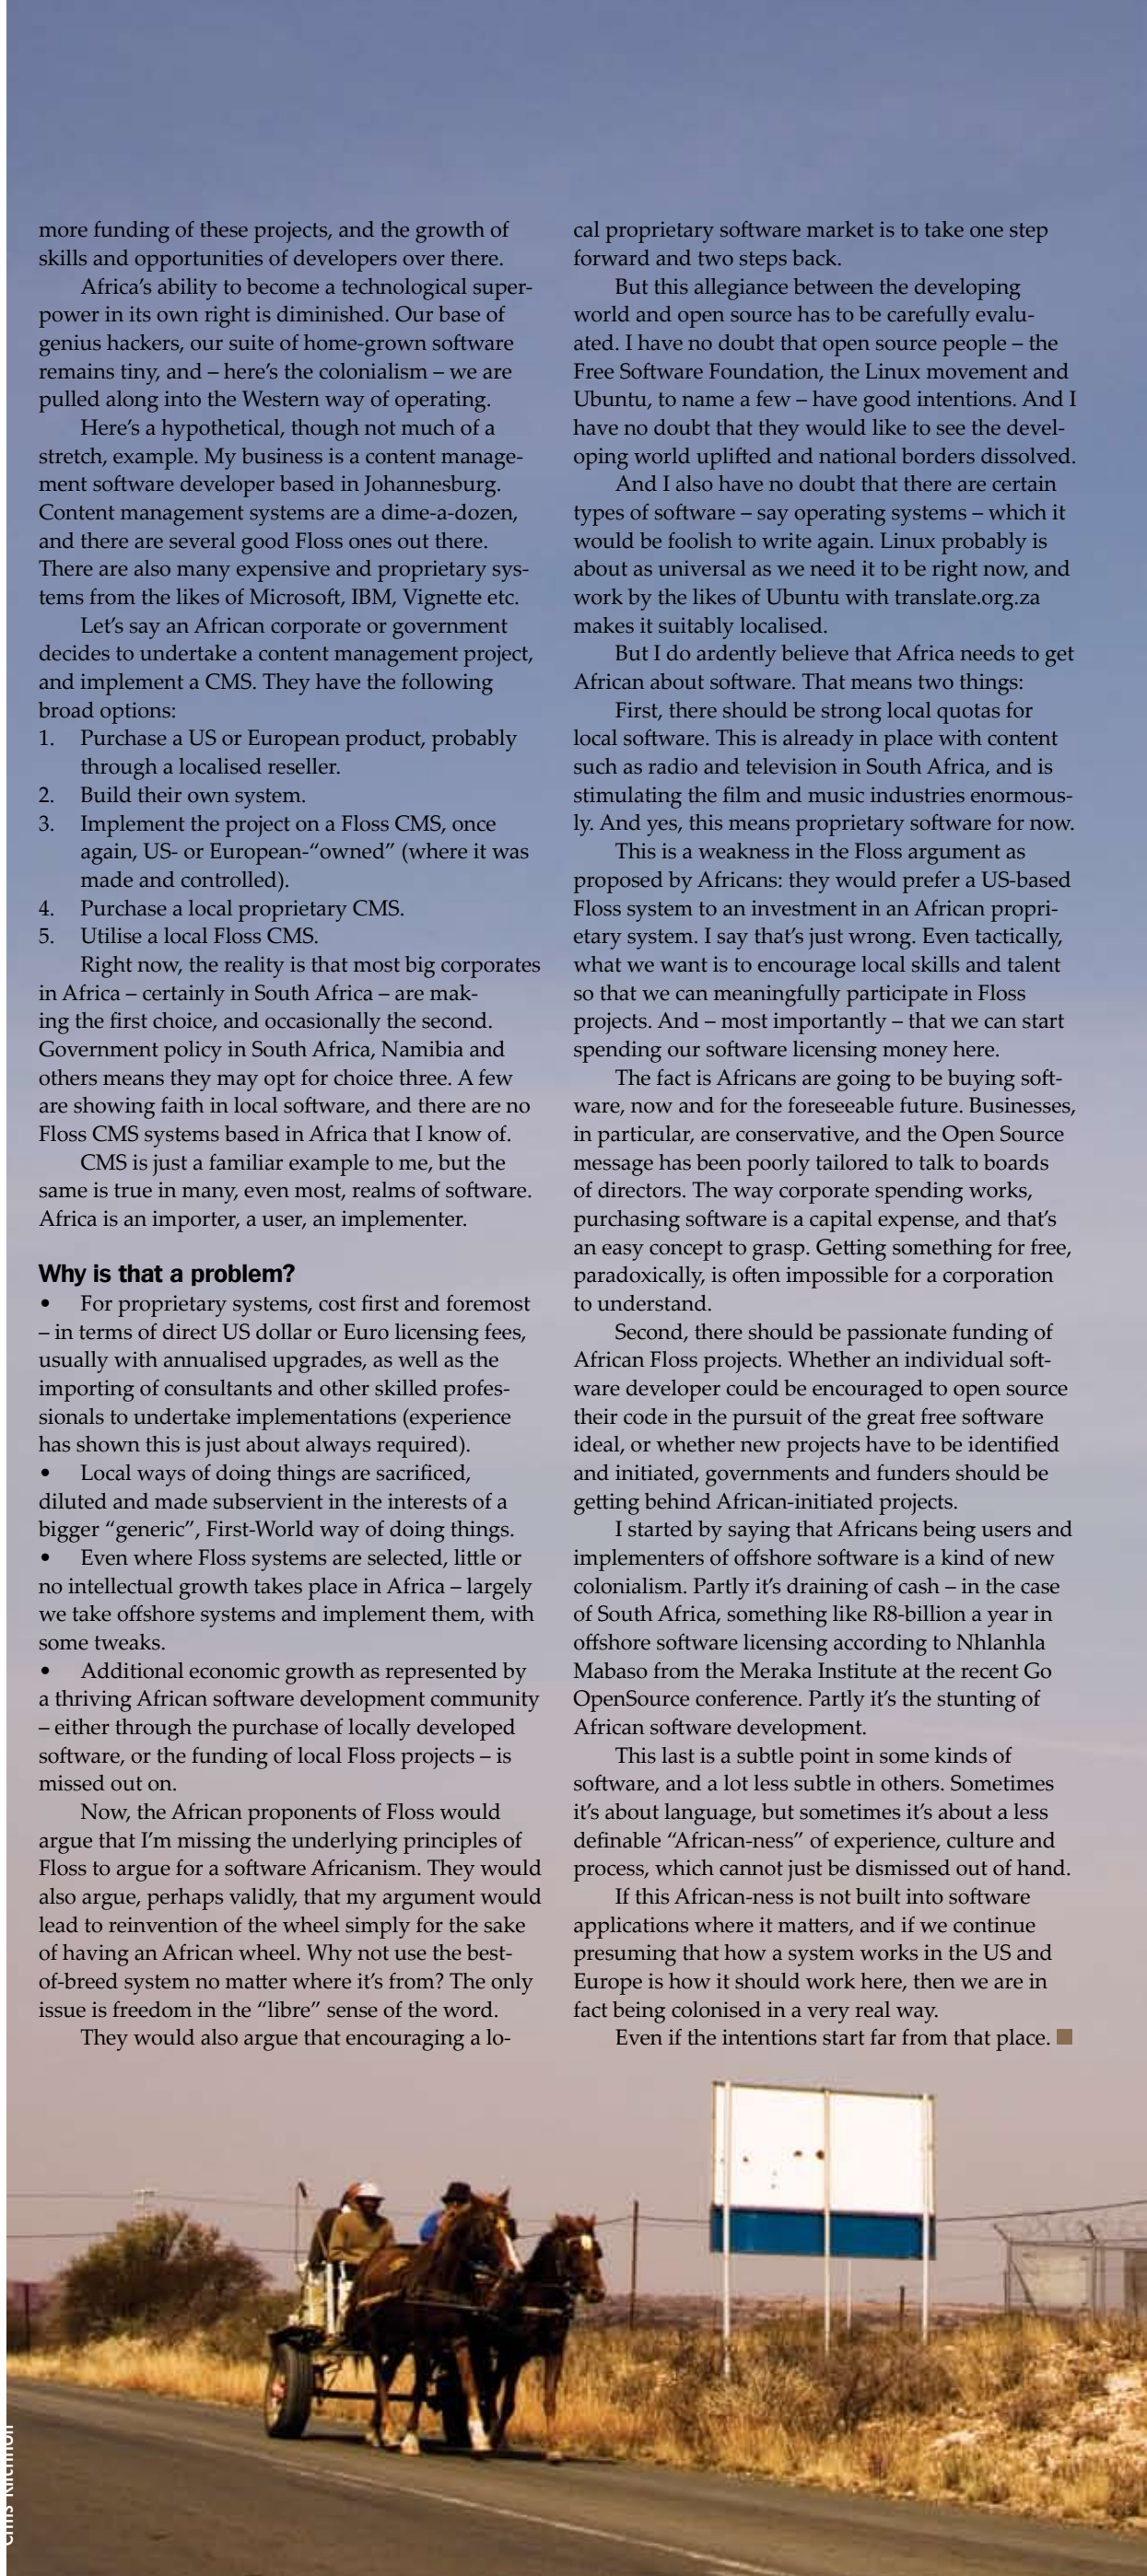 more funding of these projects, and the growth of
skills and opportunities of developers over there.
Africa's ability to become a technological super-
power in its own right is diminished. Our base of
genius hackers, our suite of home-grown software
remains tiny, and – here's the colonialism – we are
pulled along into the Western way of operating.
Here's a hypothetical, though not much of a
stretch, example. My business is a content manage-
ment software developer based in Johannesburg.
Content management systems are a dime-a-dozen,
and there are several good Floss ones out there.
There are also many expensive and proprietary sys-
tems from the likes of Microsoft, IBM, Vignette etc.
Let's say an African corporate or government
decides to undertake a content management project,
and implement a CMS. They have the following
broad options:
1. Purchase a US or European product, probably
through a localised reseller.
2. Build their own system.
3. Implement the project on a Floss CMS, once
again, US- or European-“owned” (where it was
made and controlled).
4. Purchase a local proprietary CMS.
5. Utilise a local Floss CMS.
Right now, the reality is that most big corporates
in Africa – certainly in South Africa – are mak-
ing the first choice, and occasionally the second.
Government policy in South Africa, Namibia and
others means they may opt for choice three. A few
are showing faith in local software, and there are no
Floss CMS systems based in Africa that I know of.
CMS is just a familiar example to me, but the
same is true in many, even most, realms of software.
Africa is an importer, a user, an implementer.
Why is that a problem?
• For proprietary systems, cost first and foremost
– in terms of direct US dollar or Euro licensing fees,
usually with annualised upgrades, as well as the
importing of consultants and other skilled profes-
sionals to undertake implementations (experience
has shown this is just about always required).
• Local ways of doing things are sacrificed,
diluted and made subservient in the interests of a
bigger “generic”, First-World way of doing things.
• Even where Floss systems are selected, little or
no intellectual growth takes place in Africa – largely
we take offshore systems and implement them, with
some tweaks.
• Additional economic growth as represented by
a thriving African software development community
– either through the purchase of locally developed
software, or the funding of local Floss projects – is
missed out on.
Now, the African proponents of Floss would
argue that I'm missing the underlying principles of
Floss to argue for a software Africanism. They would
also argue, perhaps validly, that my argument would
lead to reinvention of the wheel simply for the sake
of having an African wheel. Why not use the best-
of-breed system no matter where it's from? The only
issue is freedom in the “libre” sense of the word.
They would also argue that encouraging a lo-
cal proprietary software market is to take one step
forward and two steps back.
But this allegiance between the developing
world and open source has to be carefully evalu-
ated. I have no doubt that open source people – the
Free Software Foundation, the Linux movement and
Ubuntu, to name a few – have good intentions. And I
have no doubt that they would like to see the devel-
oping world uplifted and national borders dissolved.
And I also have no doubt that there are certain
types of software – say operating systems – which it
would be foolish to write again. Linux probably is
about as universal as we need it to be right now, and
work by the likes of Ubuntu with translate.org.za
makes it suitably localised.
But I do ardently believe that Africa needs to get
African about software. That means two things:
First, there should be strong local quotas for
local software. This is already in place with content
such as radio and television in South Africa, and is
stimulating the film and music industries enormous-
ly. And yes, this means proprietary software for now.
This is a weakness in the Floss argument as
proposed by Africans: they would prefer a US-based
Floss system to an investment in an African propri-
etary system. I say that's just wrong. Even tactically,
what we want is to encourage local skills and talent
so that we can meaningfully participate in Floss
projects. And – most importantly – that we can start
spending our software licensing money here.
The fact is Africans are going to be buying soft-
ware, now and for the foreseeable future. Businesses,
in particular, are conservative, and the Open Source
message has been poorly tailored to talk to boards
of directors. The way corporate spending works,
purchasing software is a capital expense, and that's
an easy concept to grasp. Getting something for free,
paradoxically, is often impossible for a corporation
to understand.
Second, there should be passionate funding of
African Floss projects. Whether an individual soft-
ware developer could be encouraged to open source
their code in the pursuit of the great free software
ideal, or whether new projects have to be identified
and initiated, governments and funders should be
getting behind African-initiated projects.
I started by saying that Africans being users and
implementers of offshore software is a kind of new
colonialism. Partly it's draining of cash – in the case
of South Africa, something like R8-billion a year in
offshore software licensing according to Nhlanhla
Mabaso from the Meraka Institute at the recent Go
OpenSource conference. Partly it's the stunting of
African software development.
This last is a subtle point in some kinds of
software, and a lot less subtle in others. Sometimes
it's about language, but sometimes it's about a less
definable “African-ness” of experience, culture and
process, which cannot just be dismissed out of hand.
If this African-ness is not built into software
applications where it matters, and if we continue
presuming that how a system works in the US and
Europe is how it should work here, then we are in
fact being colonised in a very real way.
Even if the intentions start far from that place.